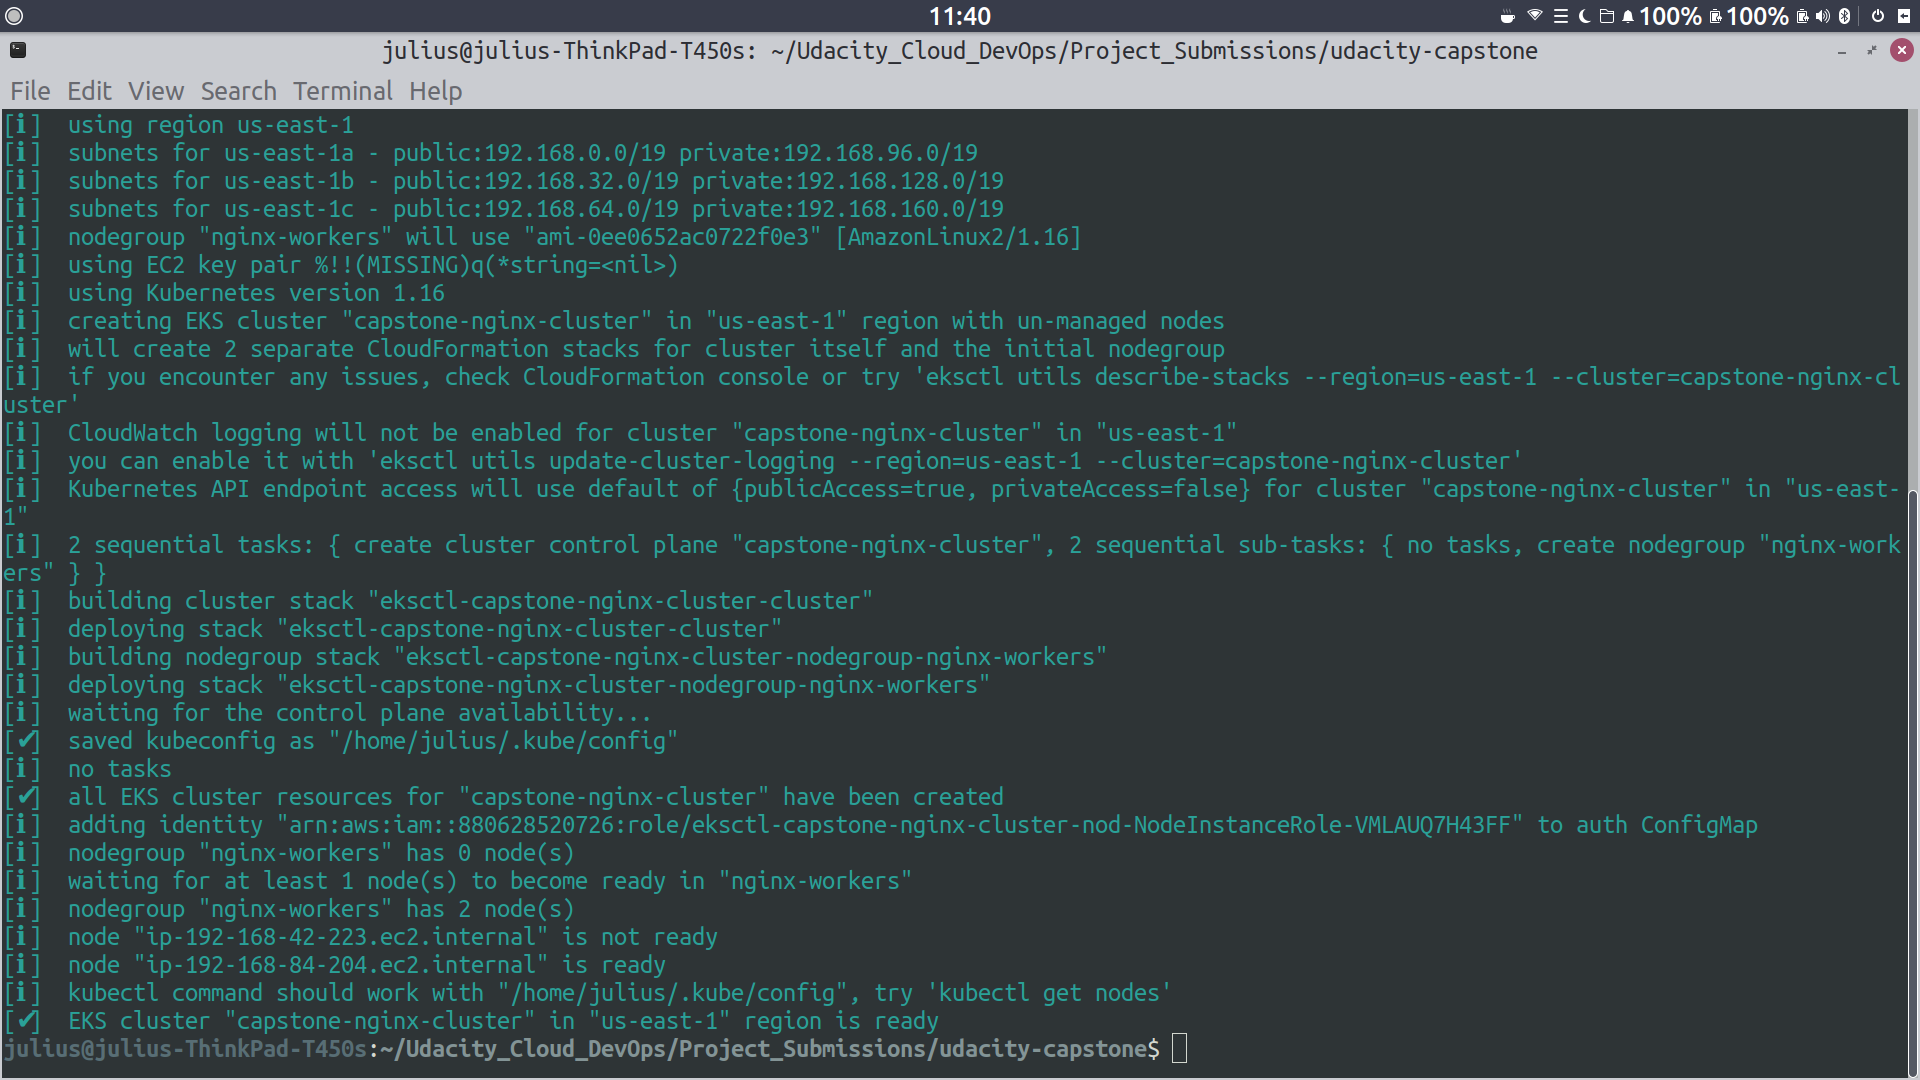 11:40
100% 100%
julius@julius-ThinkPad-T450s: ~/Udacity_Cloud_DevOps/Project_Submissions/udacity-capstone
File Edit View Search Terminal Help
[ℹ]  using region us-east-1
[ℹ]  subnets for us-east-1a - public:192.168.0.0/19 private:192.168.96.0/19
[ℹ]  subnets for us-east-1b - public:192.168.32.0/19 private:192.168.128.0/19
[ℹ]  subnets for us-east-1c - public:192.168.64.0/19 private:192.168.160.0/19
[ℹ]  nodegroup "nginx-workers" will use "ami-0ee0652ac0722f0e3" [AmazonLinux2/1.16]
[ℹ]  using EC2 key pair %!!(MISSING)q(*string=<nil>)
[ℹ]  using Kubernetes version 1.16
[ℹ]  creating EKS cluster "capstone-nginx-cluster" in "us-east-1" region with un-managed nodes
[ℹ]  will create 2 separate CloudFormation stacks for cluster itself and the initial nodegroup
[ℹ]  if you encounter any issues, check CloudFormation console or try 'eksctl utils describe-stacks --region=us-east-1 --cluster=capstone-nginx-cl
uster'
[ℹ]  CloudWatch logging will not be enabled for cluster "capstone-nginx-cluster" in "us-east-1"
[ℹ]  you can enable it with 'eksctl utils update-cluster-logging --region=us-east-1 --cluster=capstone-nginx-cluster'
[ℹ]  Kubernetes API endpoint access will use default of {publicAccess=true, privateAccess=false} for cluster "capstone-nginx-cluster" in "us-east-
1"
[ℹ]  2 sequential tasks: { create cluster control plane "capstone-nginx-cluster", 2 sequential sub-tasks: { no tasks, create nodegroup "nginx-work
ers" } }
[ℹ]  building cluster stack "eksctl-capstone-nginx-cluster-cluster"
[ℹ]  deploying stack "eksctl-capstone-nginx-cluster-cluster"
[ℹ]  building nodegroup stack "eksctl-capstone-nginx-cluster-nodegroup-nginx-workers"
[ℹ]  deploying stack "eksctl-capstone-nginx-cluster-nodegroup-nginx-workers"
[ℹ]  waiting for the control plane availability...
[✔]  saved kubeconfig as "/home/julius/.kube/config"
[ℹ]  no tasks
[✔]  all EKS cluster resources for "capstone-nginx-cluster" have been created
[ℹ]  adding identity "arn:aws:iam::880628520726:role/eksctl-capstone-nginx-cluster-nod-NodeInstanceRole-VMLAUQ7H43FF" to auth ConfigMap
[ℹ]  nodegroup "nginx-workers" has 0 node(s)
[ℹ]  waiting for at least 1 node(s) to become ready in "nginx-workers"
[ℹ]  nodegroup "nginx-workers" has 2 node(s)
[ℹ]  node "ip-192-168-42-223.ec2.internal" is not ready
[ℹ]  node "ip-192-168-84-204.ec2.internal" is ready
[ℹ]  kubectl command should work with "/home/julius/.kube/config", try 'kubectl get nodes'
[✔]  EKS cluster "capstone-nginx-cluster" in "us-east-1" region is ready
julius@julius-ThinkPad-T450s:~/Udacity_Cloud_DevOps/Project_Submissions/udacity-capstone$